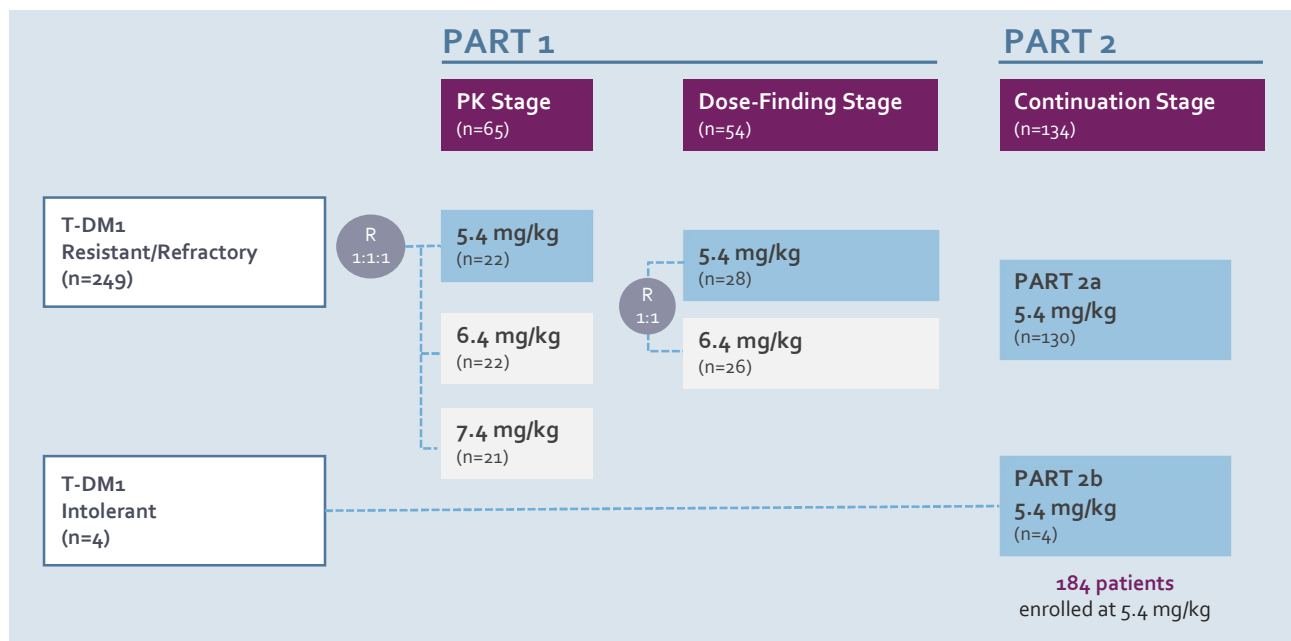 PART 1
PART 2
PK Stage
(n=65)
Dose-Finding Stage
(n=54)
Continuation Stage
(n=134)
T-DM1
Resistant/Refractory
(n=249)
R
1:1:1
5.4 mg/kg
(n=22)
6.4 mg/kg
(n=22)
7.4 mg/kg
(n=21)
R
1:1
5.4 mg/kg
(n=28)
6.4 mg/kg
(n=26)
PART 2a
5.4 mg/kg
(n=130)
T-DM1
Intolerant
(n=4)
PART 2b
5.4 mg/kg
(n=4)
184 patients
enrolled at 5.4 mg/kg